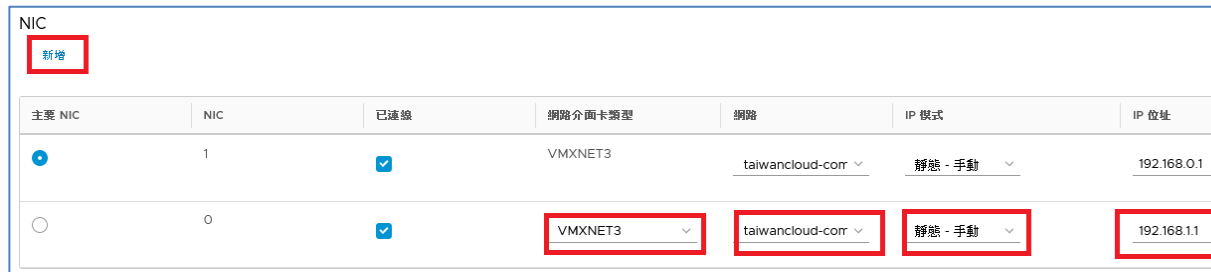 NIC
新增
主要 NIC NIC 已連線 網路介面卡類型 網路 IP 模式 IP 位址
1 VMXNET3 taiwancloud-com 靜態 - 手動 192.168.0.1
0 VMXNET3 taiwancloud-com 靜態 - 手動 192.168.1.1